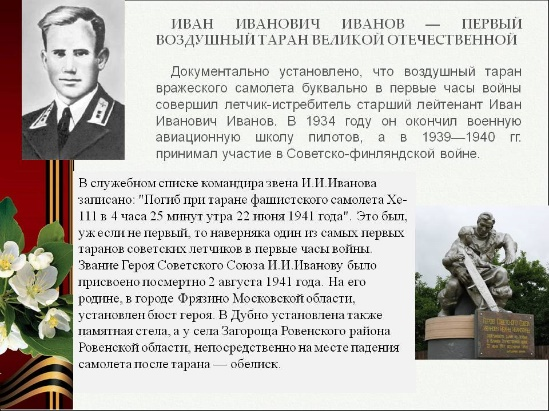 ИВАН ИВАНОВИЧ ИВАНОВ — ПЕРВЫЙ
ВОЗДУШНЫЙ ТАРАН ВЕЛИКОЙ ОТЕЧЕСТВЕННОЙ
Документально установлено, что воздушный таран
вражеского самолета буквально в первые часы войны
совершил летчик-истребитель старший лейтенант Иван
Иванович Иванов. В 1934 году он окончил военную
авиационную школу пилотов, а в 1939—1940 гг.
принимал участие в Советско-финляндской войне.
В служебном списке командира звена И.И.Иванова
записано: "Погиб при таране фашистского самолета Хе-
111 в 4 часа 25 минут утра 22 июня 1941 года". Это был,
уж если не первый, то наверняка один из самых первых
таранов советских летчиков в первые часы войны.
Звание Героя Советского Союза И.И.Иванову было
присвоено посмертно 2 августа 1941 года. На его
родине, в городе Фрязино Московской области,
установлен бюст героя. В Дубно установлена также
памятная стела, а у села Загороща Ровенского района
Ровенской области, непосредственно на месте падения
самолета после тарана — обелиск.